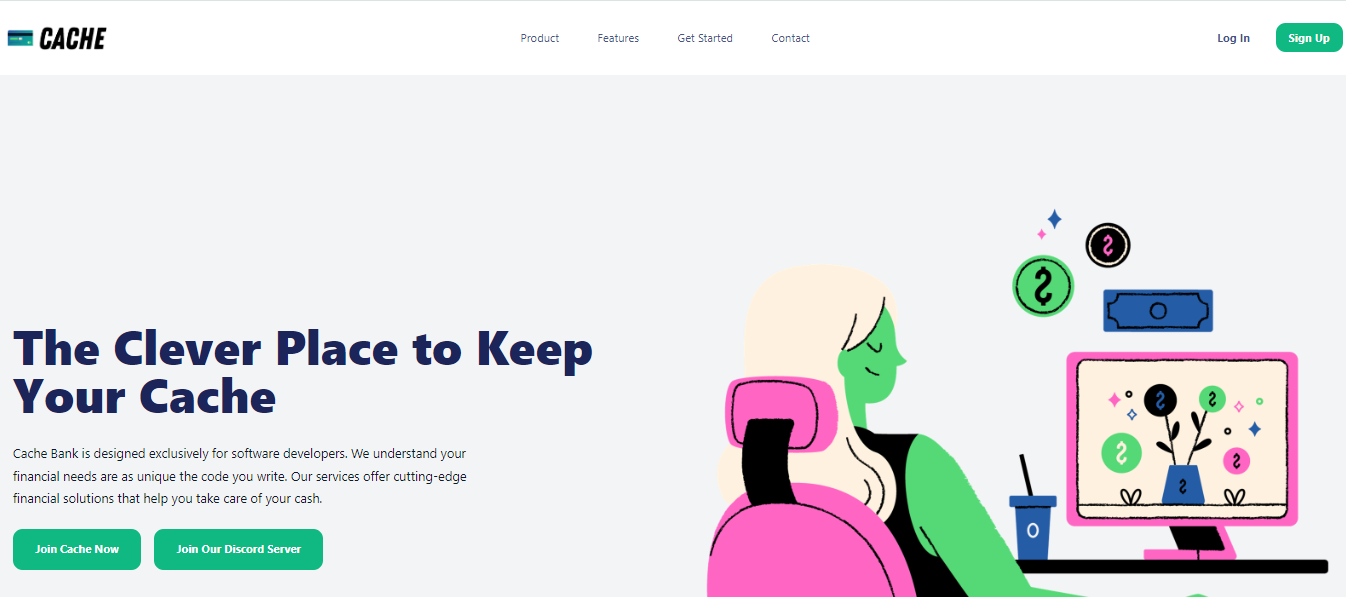 CACHE
Product Features Get Started Contact
Log In Sign Up
The Clever Place to Keep
Your Cache
Cache Bank is designed exclusively for software developers. We understand your
financial needs are as unique the code you write. Our services offer cutting-edge
financial solutions that help you take care of your cash.
Join Cache Now Join Our Discord Server